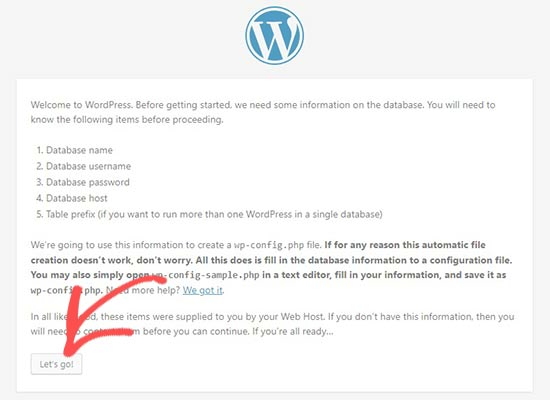 Welcome to WordPress. Before getting started, we need some information on the database. You will need to
know the following items before proceeding.
1. Database name
2. Database username
3. Database password
4. Database host
5. Table prefix (if you want to run more than one WordPress in a single database)
We're going to use this information to create a wp-config.php file. If for any reason this automatic file
creation doesn't work, don't worry. All this does is fill in the database information to a configuration file.
You may also simply open wp-config-sample.php in a text editor, fill in your information, and save it as
wp-config.php. Need more help? We got it.
In all these items were supplied to you by your Web Host. If you don't have this information, then you
will need to contact them before you can continue. If you're all ready...
Let's go!